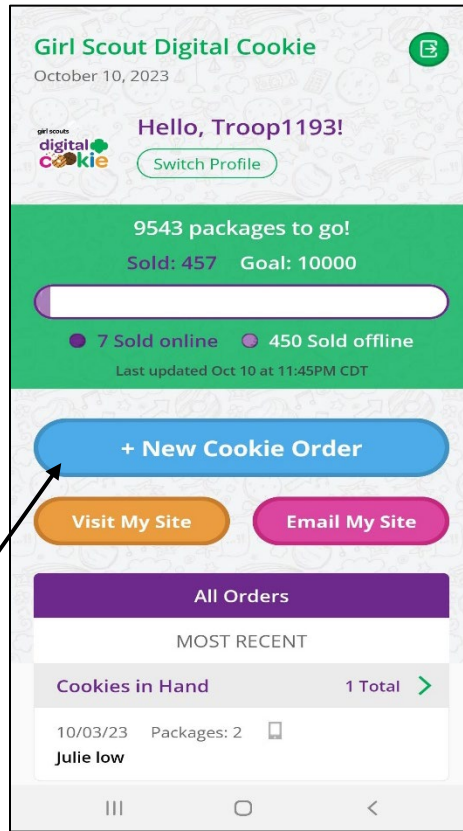 Girl Scout Digital Cookie
October 10, 2023
girl scouts
digital
cookie
Hello, Troop1193!
Switch Profile
9543 packages to go!
Sold: 457 Goal: 10000
7 Sold online 450 Sold offline
Last updated Oct 10 at 11:45PM CDT
+ New Cookie Order
Visit My Site
Email My Site
All Orders
MOST RECENT
Cookies in Hand 1 Total >
10/03/23 Packages: 2
Julie low